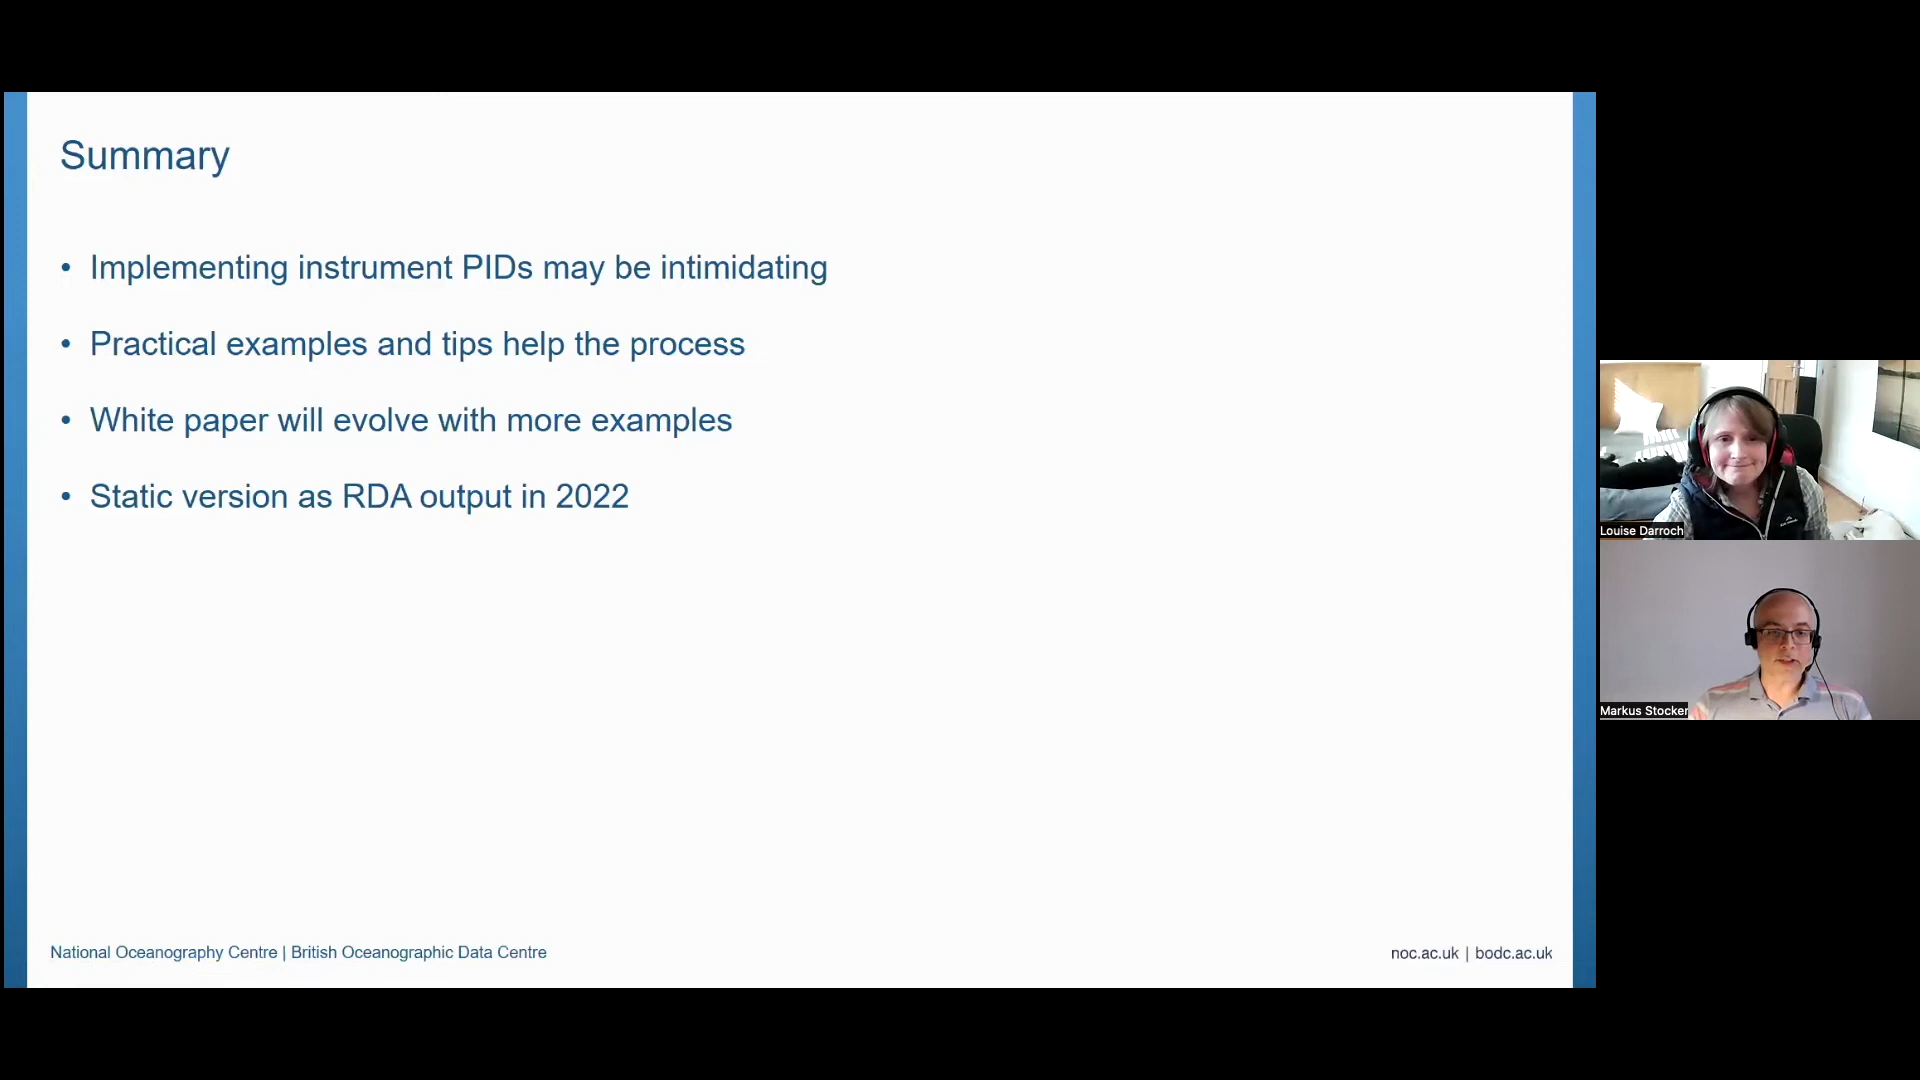 Summary
• Implementing instrument PIDs may be intimidating
• Practical examples and tips help the process
• White paper will evolve with more examples
• Static version as RDA output in 2022
National Oceanography Centre | British Oceanographic Data Centre
noc.ac.uk | bodc.ac.uk
Louise Darroch
Markus Stocker